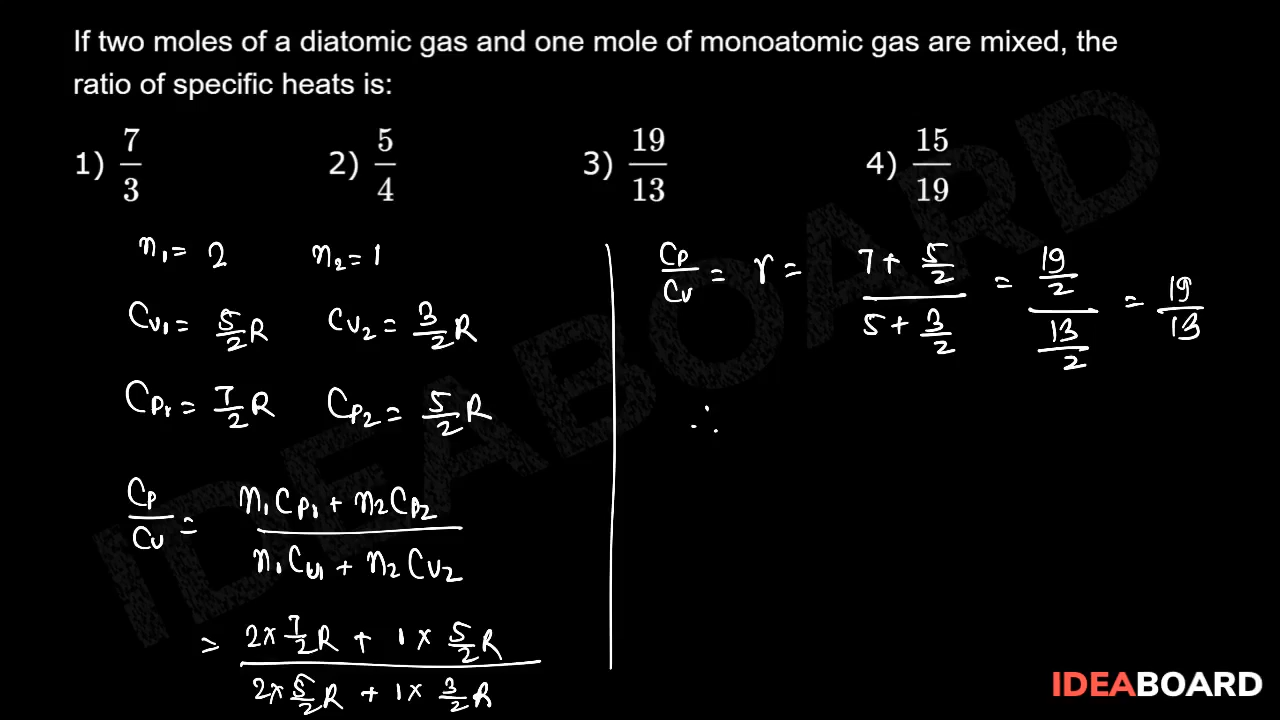 If two moles of a diatomic gas and one mole of monoatomic gas are mixed, the
ratio of specific heats is:
1) 7/3 2) 5/4 3) 19/13 4) 15/19
n₁ = 2 n₂ = 1
Cv₁ = 5/2 R Cv₂ = 3/2 R
Cp₁ = 7/2 R Cp₂ = 5/2 R
Cp/Cv = (n₁Cp₁ + n₂Cp₂)/(n₁Cv₁ + n₂Cv₂)
= (2 × 7/2 R + 1 × 5/2 R)/(2 × 5/2 R + 1 × 3/2 R)
Cp/Cv = γ = (7 + 5/2)/(5 + 3/2) = (19/2)/(13/2) = 19/13
∴
IDEABOARD
IDEABOARD